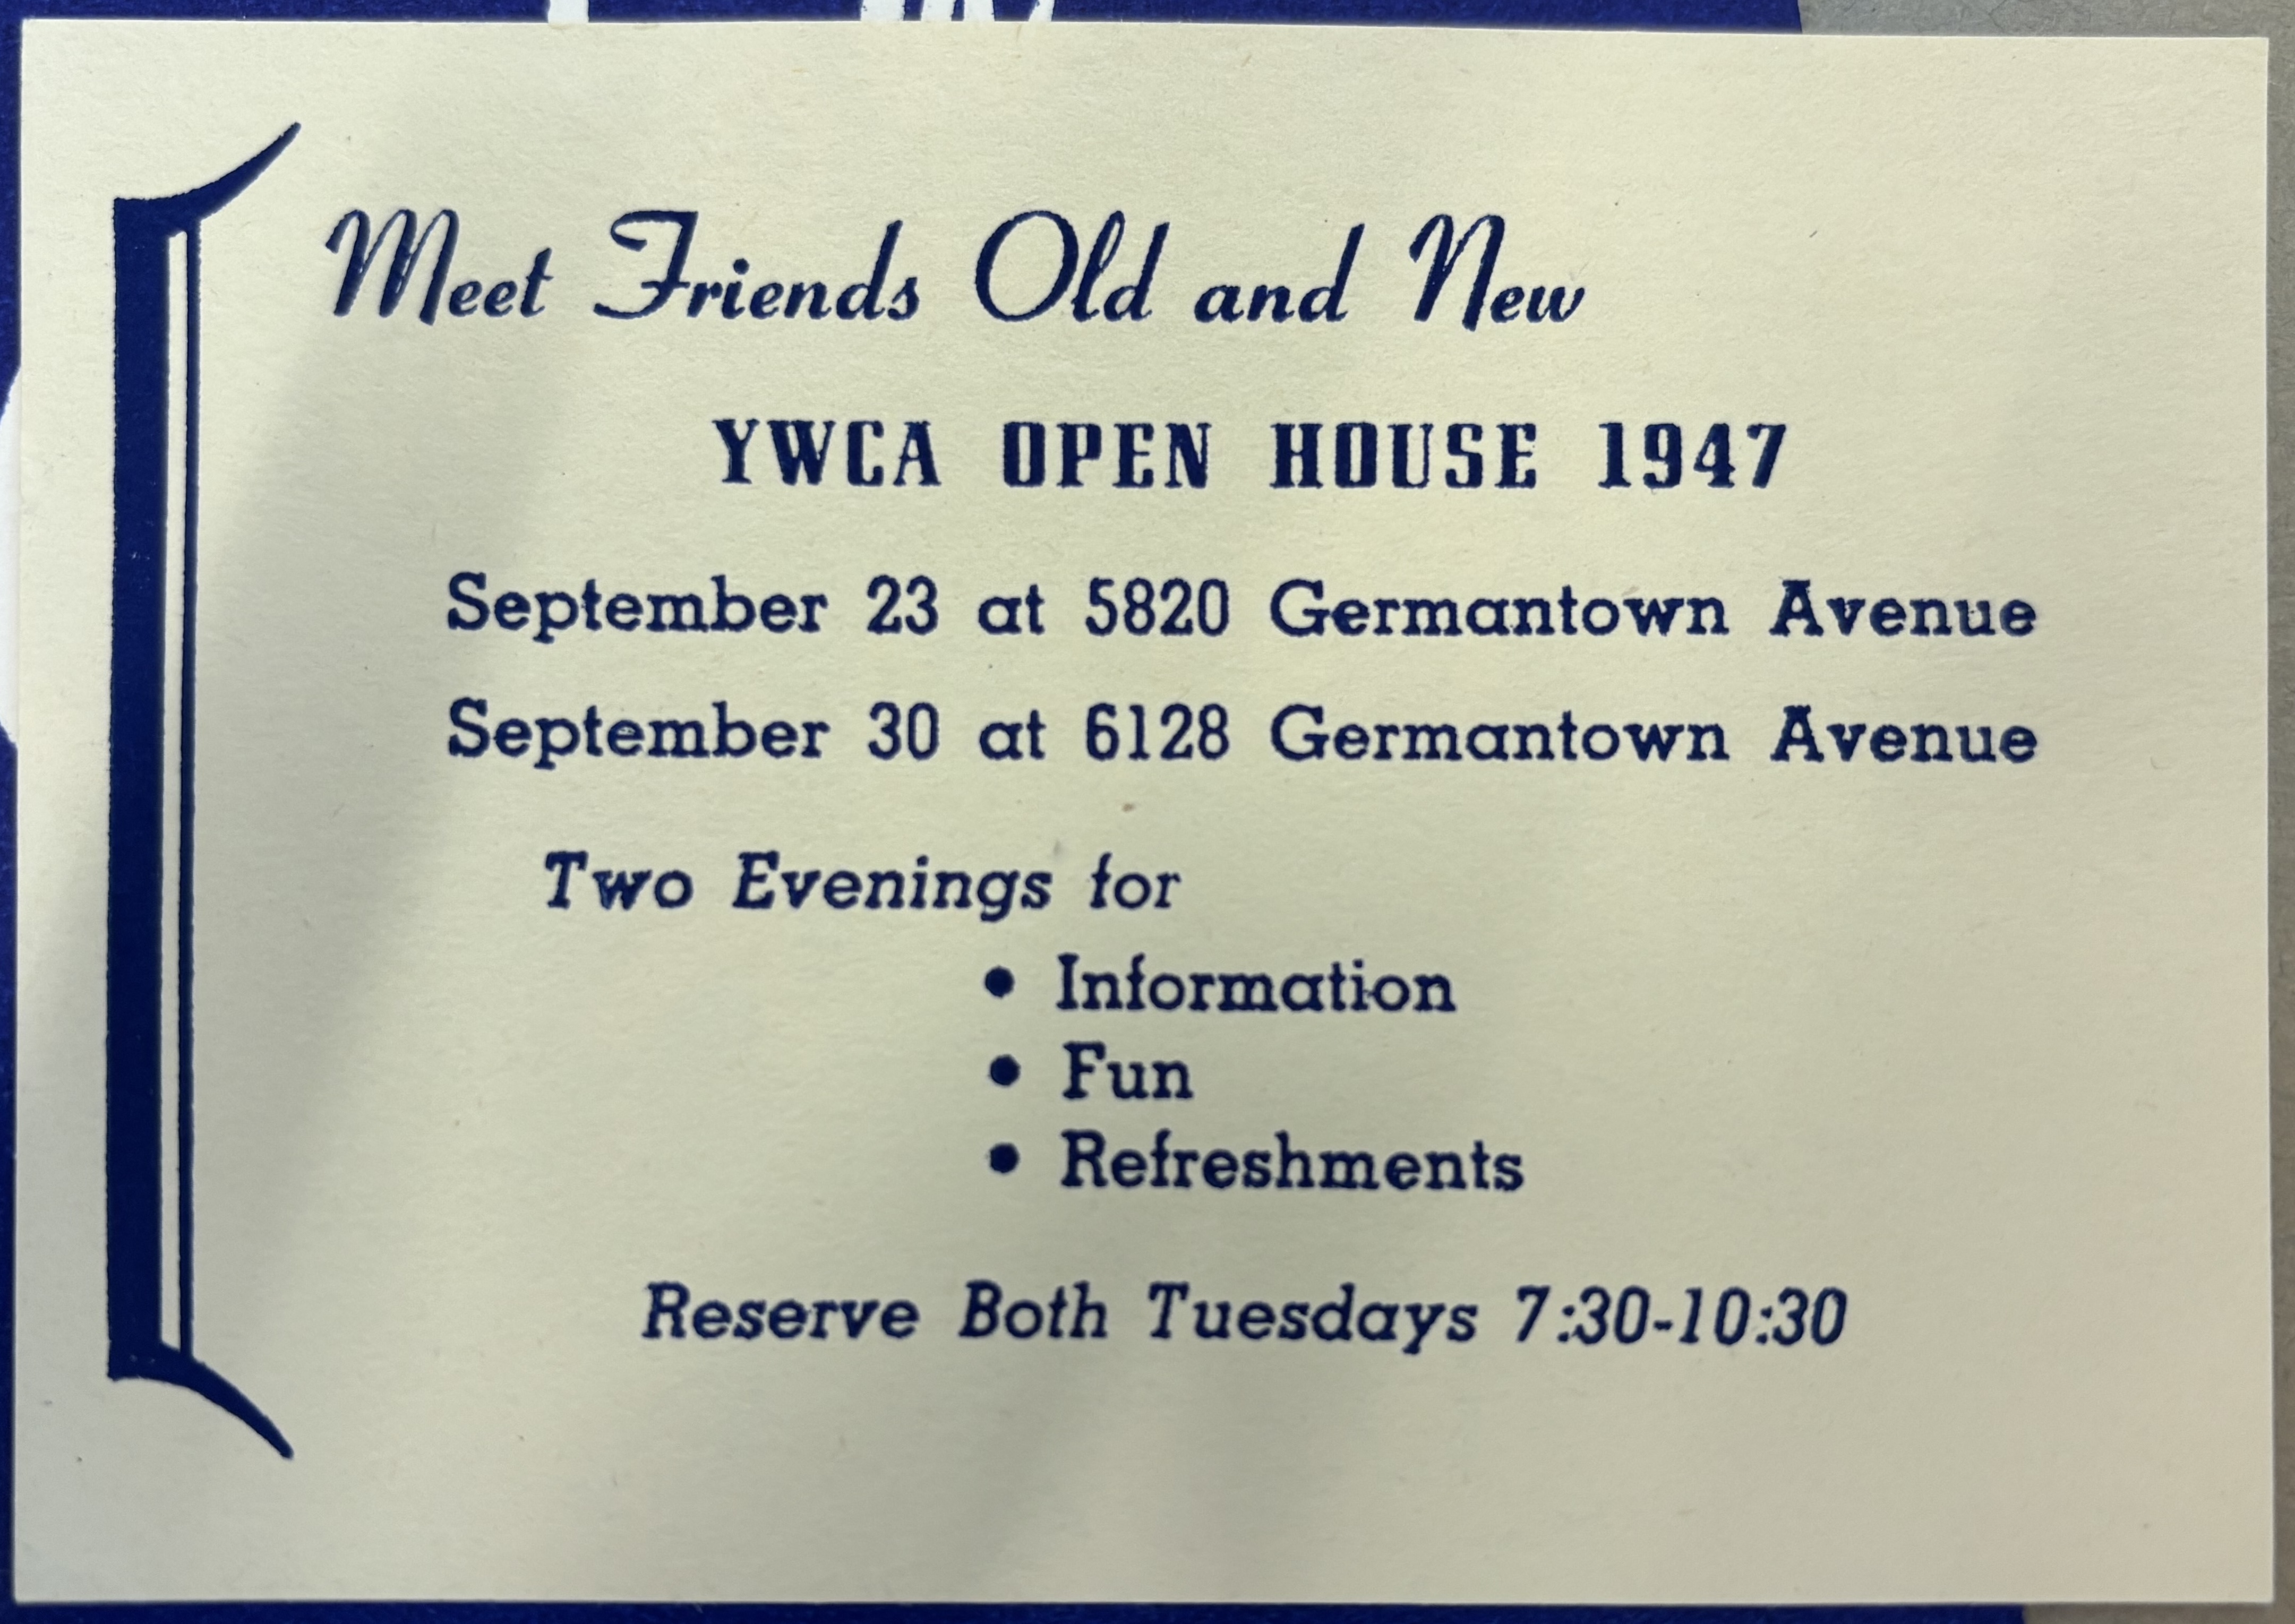 Meet Friends Old and New
YWCA OPEN HOUSE 1947
September 23 at 5820 Germantown Avenue
September 30 at 6128 Germantown Avenue
Two Evenings for
• Information
• Fun
• Refreshments
Reserve Both Tuesdays 7:30-10:30